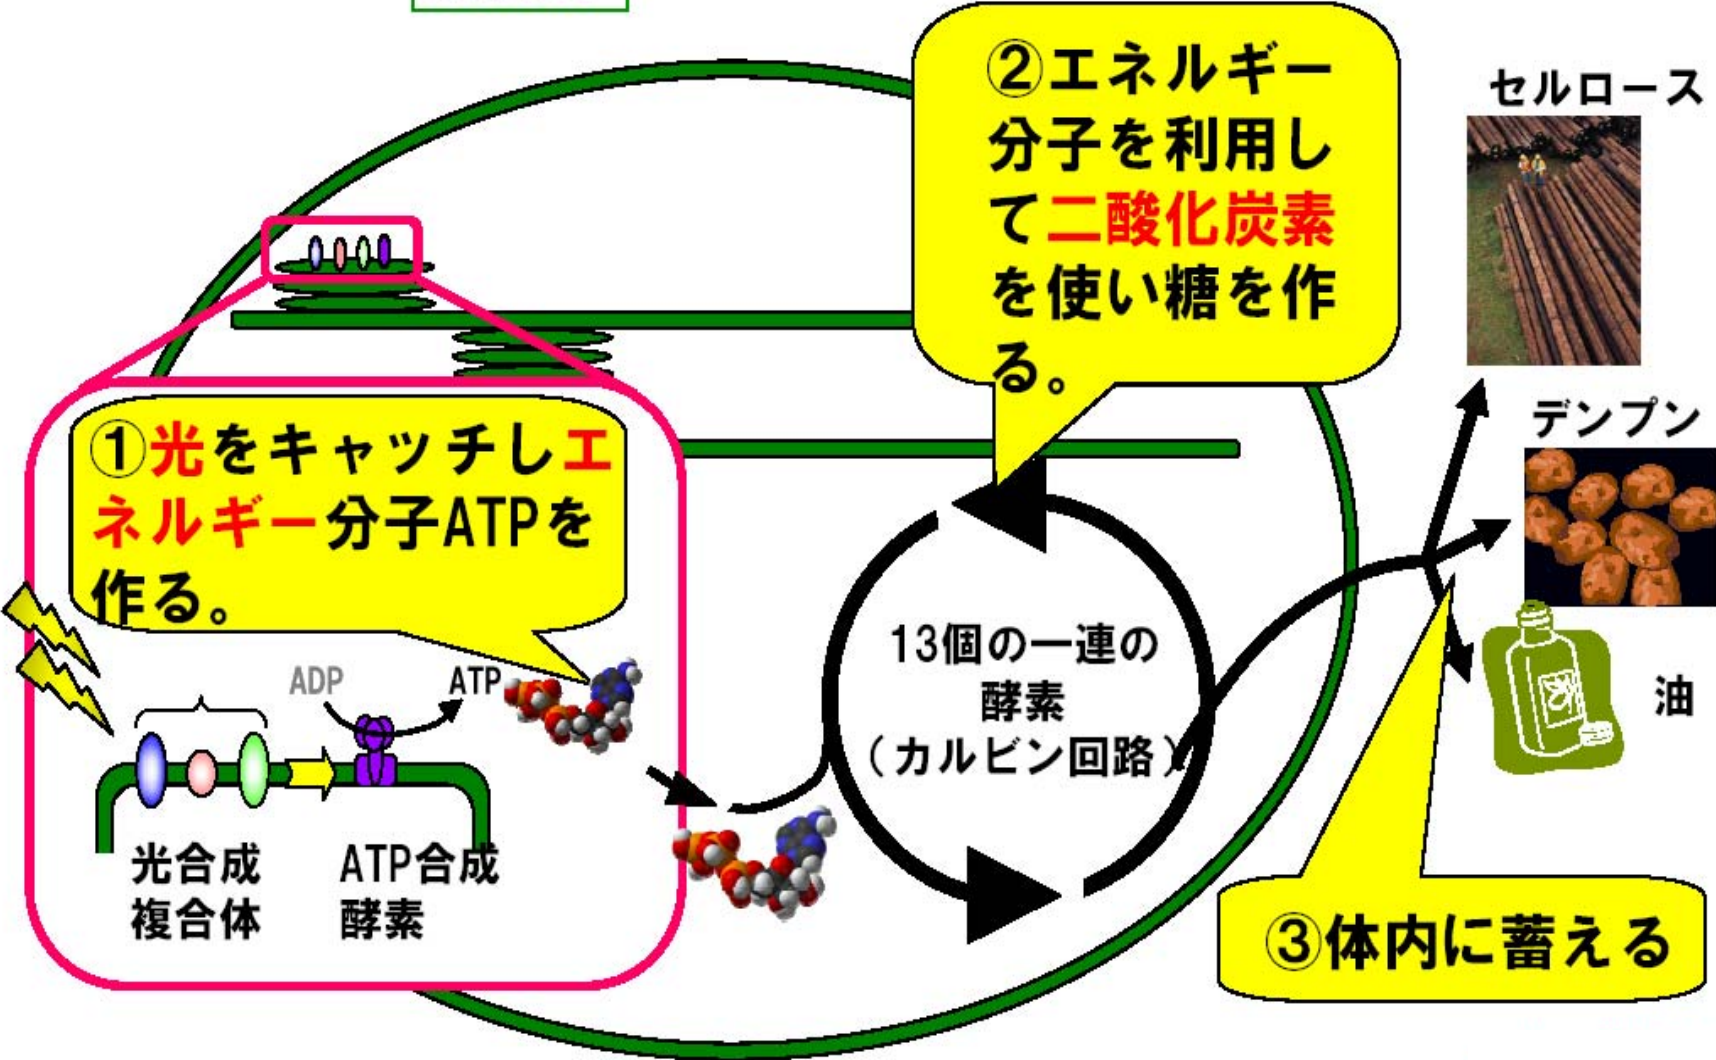 ②エネルギー
分子を利用し
て二酸化炭素
を使い糖を作
る。
セルロース
デンプン
①光をキャッチしエ
ネルギー分子ATPを
作る。
ADP
ATP
13個の一連の
酵素
（カルビン回路）
油
光合成
複合体
ATP合成
酵素
③体内に蓄える